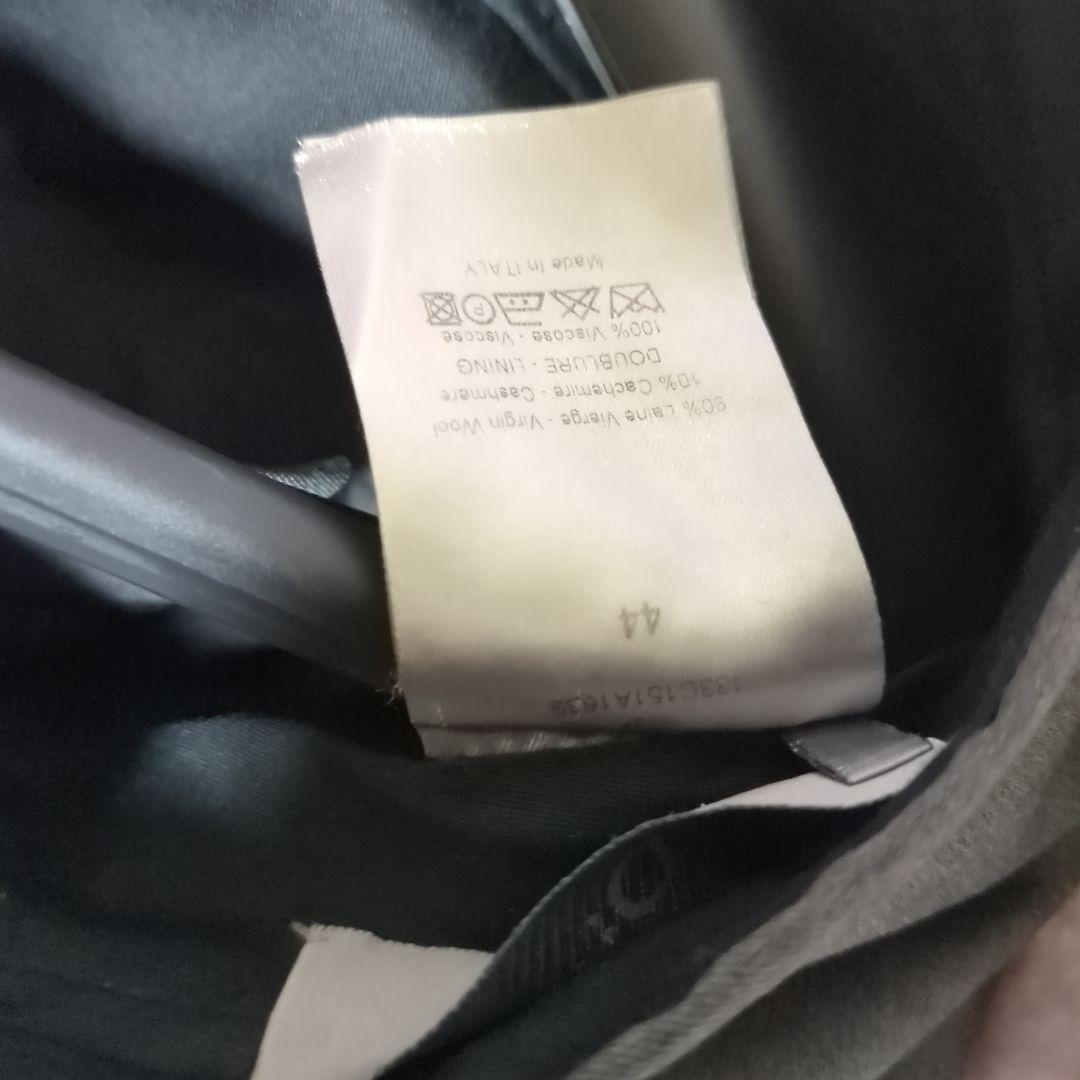 133C151A1639
44
90% Laine Vierge - Virgin Wool
10% Cachemire - Cashmere
DOUBLURE - LINING
100% Viscose - Viscose
P
Made In ITALY